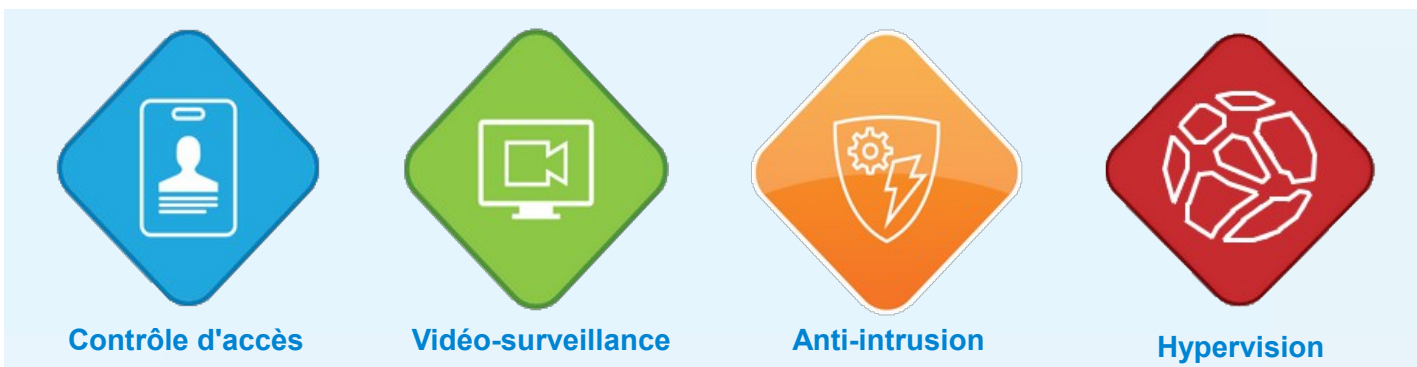 Contrôle d'accès
Vidéo-surveillance
Anti-intrusion
Hypervision